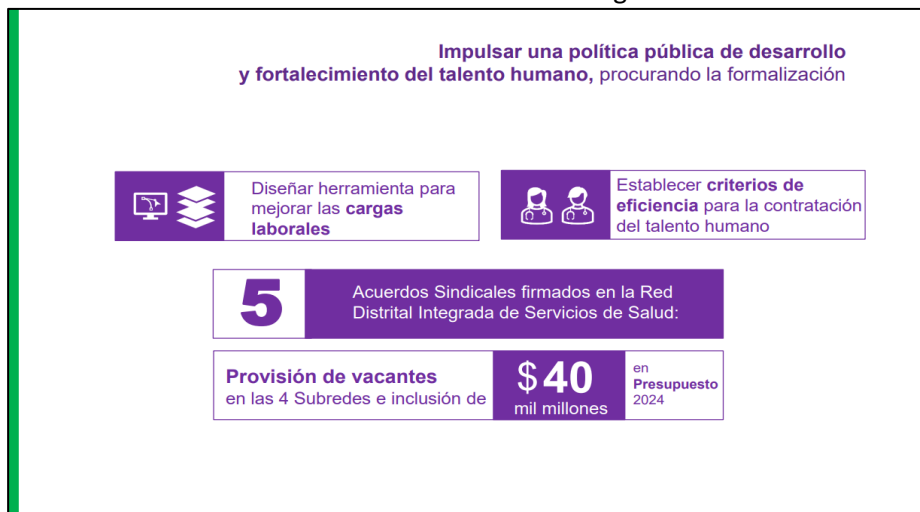 Impulsar una política pública de desarrollo
y fortalecimiento del talento humano, procurando la formalización
Diseñar herramienta para
mejorar las cargas
laborales
Establecer criterios de
eficiencia para la contratación
del talento humano
5
Acuerdos Sindicales firmados en la Red
Distrital Integrada de Servicios de Salud:
Provisión de vacantes
en las 4 Subredes e inclusión de
$ 40
mil millones
en
Presupuesto
2024